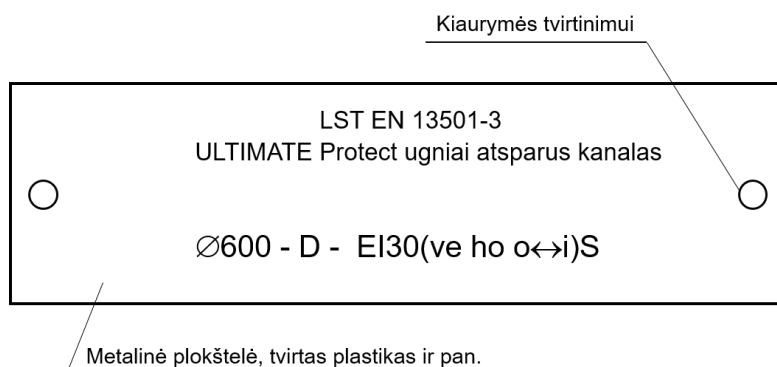 Kiaurymės tvirtinimui
LST EN 13501-3
ULTIMATE Protect ugniai atsparus kanalas
∅600 - D - EI30(ve ho o↔i)S
Metalinė plokštelė, tvirtas plastikas ir pan.